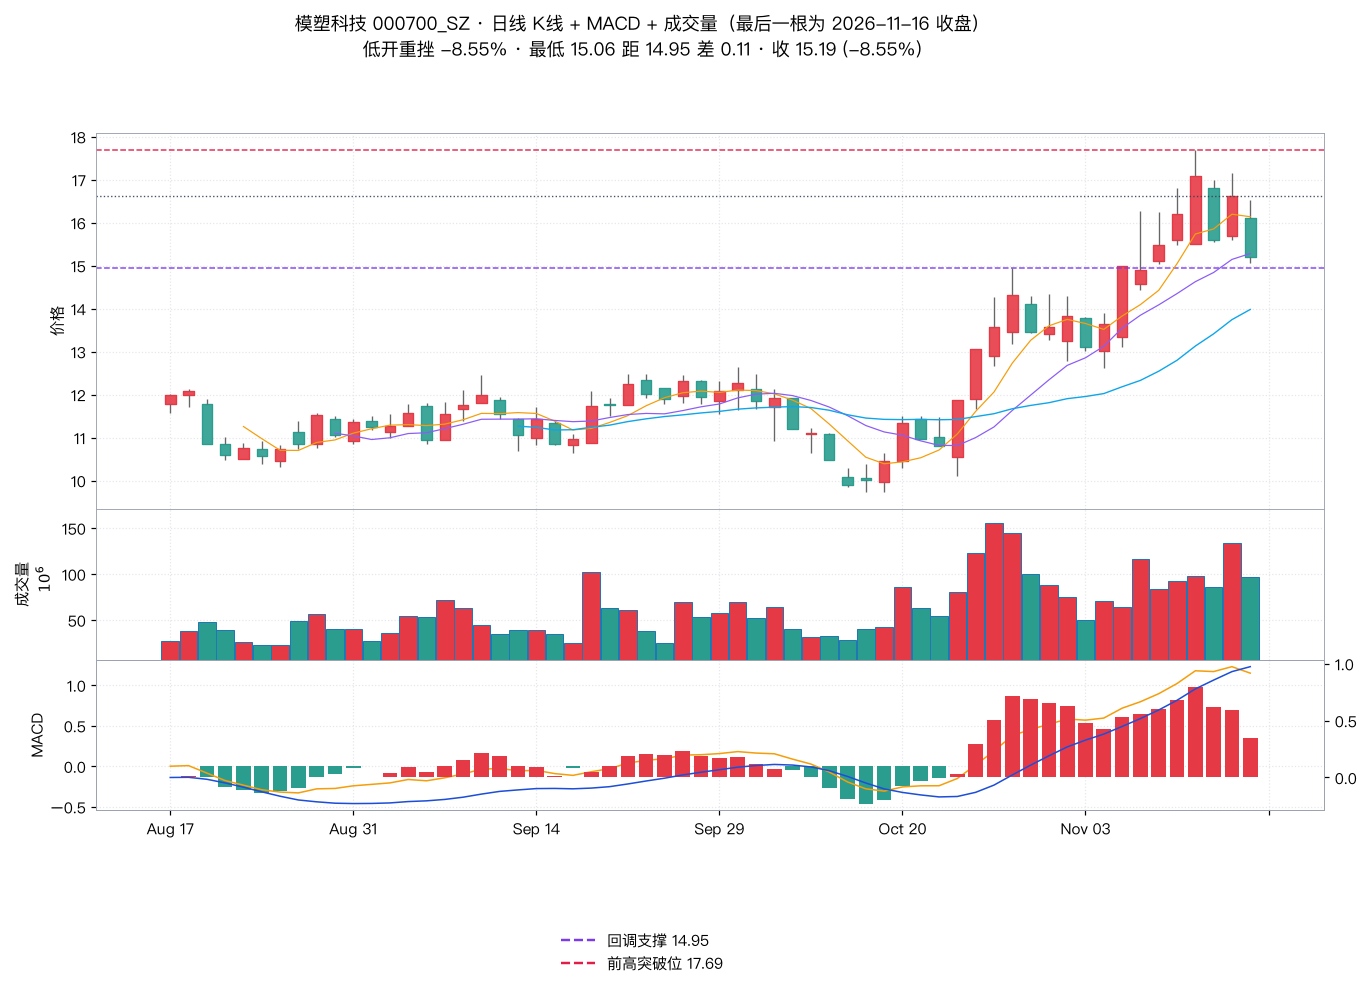 模塑科技 000700_SZ · 日线 K线 + MACD + 成交量（最后一根为 2026−11−16 收盘）
低开重挫 −8.55% · 最低 15.06 距 14.95 差 0.11 · 收 15.19 (−8.55%)
18
17
16
15
14
13
12
11
10
价格
150
100
50
成交量
10⁶
1.0
0.5
0.0
−0.5
MACD
1.0
0.5
0.0
Aug 17
Aug 31
Sep 14
Sep 29
Oct 20
Nov 03
回调支撑 14.95
前高突破位 17.69